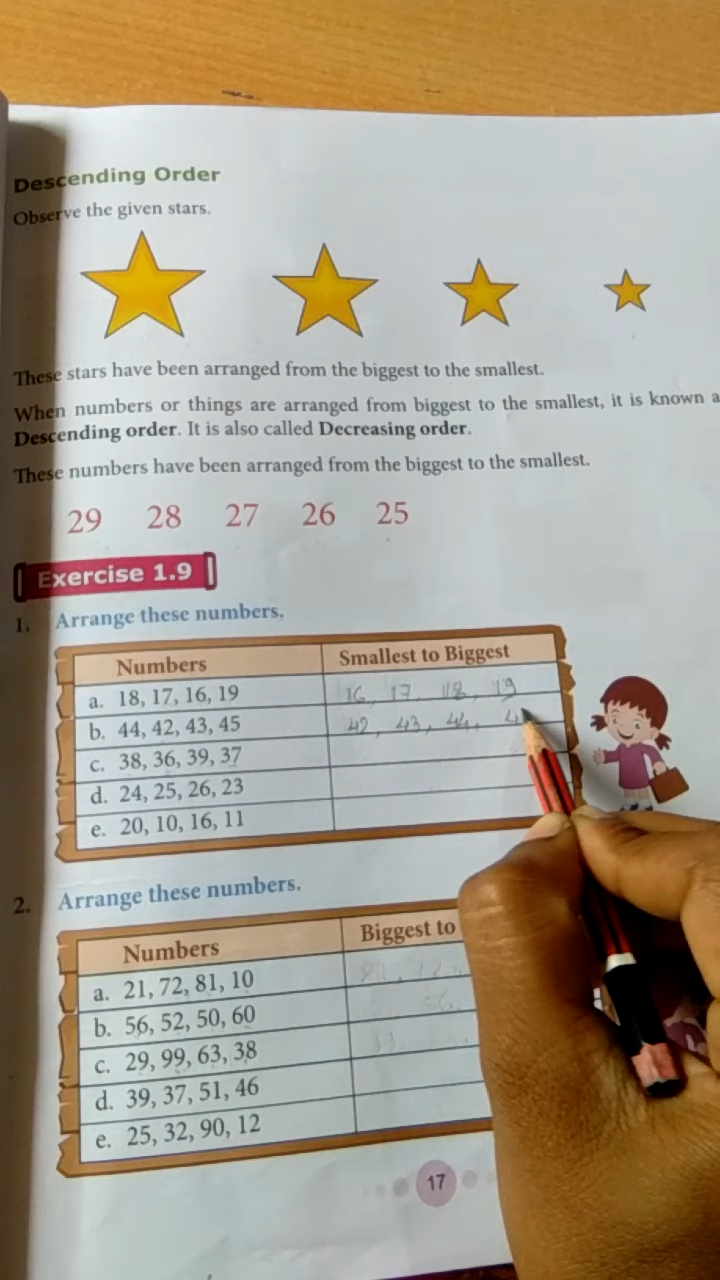 Descending Order
Observe the given stars.
These stars have been arranged from the biggest to the smallest.
When numbers or things are arranged from biggest to the smallest, it is known a
Descending order. It is also called Decreasing order.
These numbers have been arranged from the biggest to the smallest.
29 28 27 26 25
Exercise 1.9
1. Arrange these numbers.
Numbers Smallest to Biggest
a. 18, 17, 16, 19 16, 17, 18, 19
b. 44, 42, 43, 45 42, 43, 44, 4
c. 38, 36, 39, 37
d. 24, 25, 26, 23
e. 20, 10, 16, 11
2. Arrange these numbers.
Numbers Biggest to
a. 21, 72, 81, 10
b. 56, 52, 50, 60
c. 29, 99, 63, 38
d. 39, 37, 51, 46
e. 25, 32, 90, 12
17